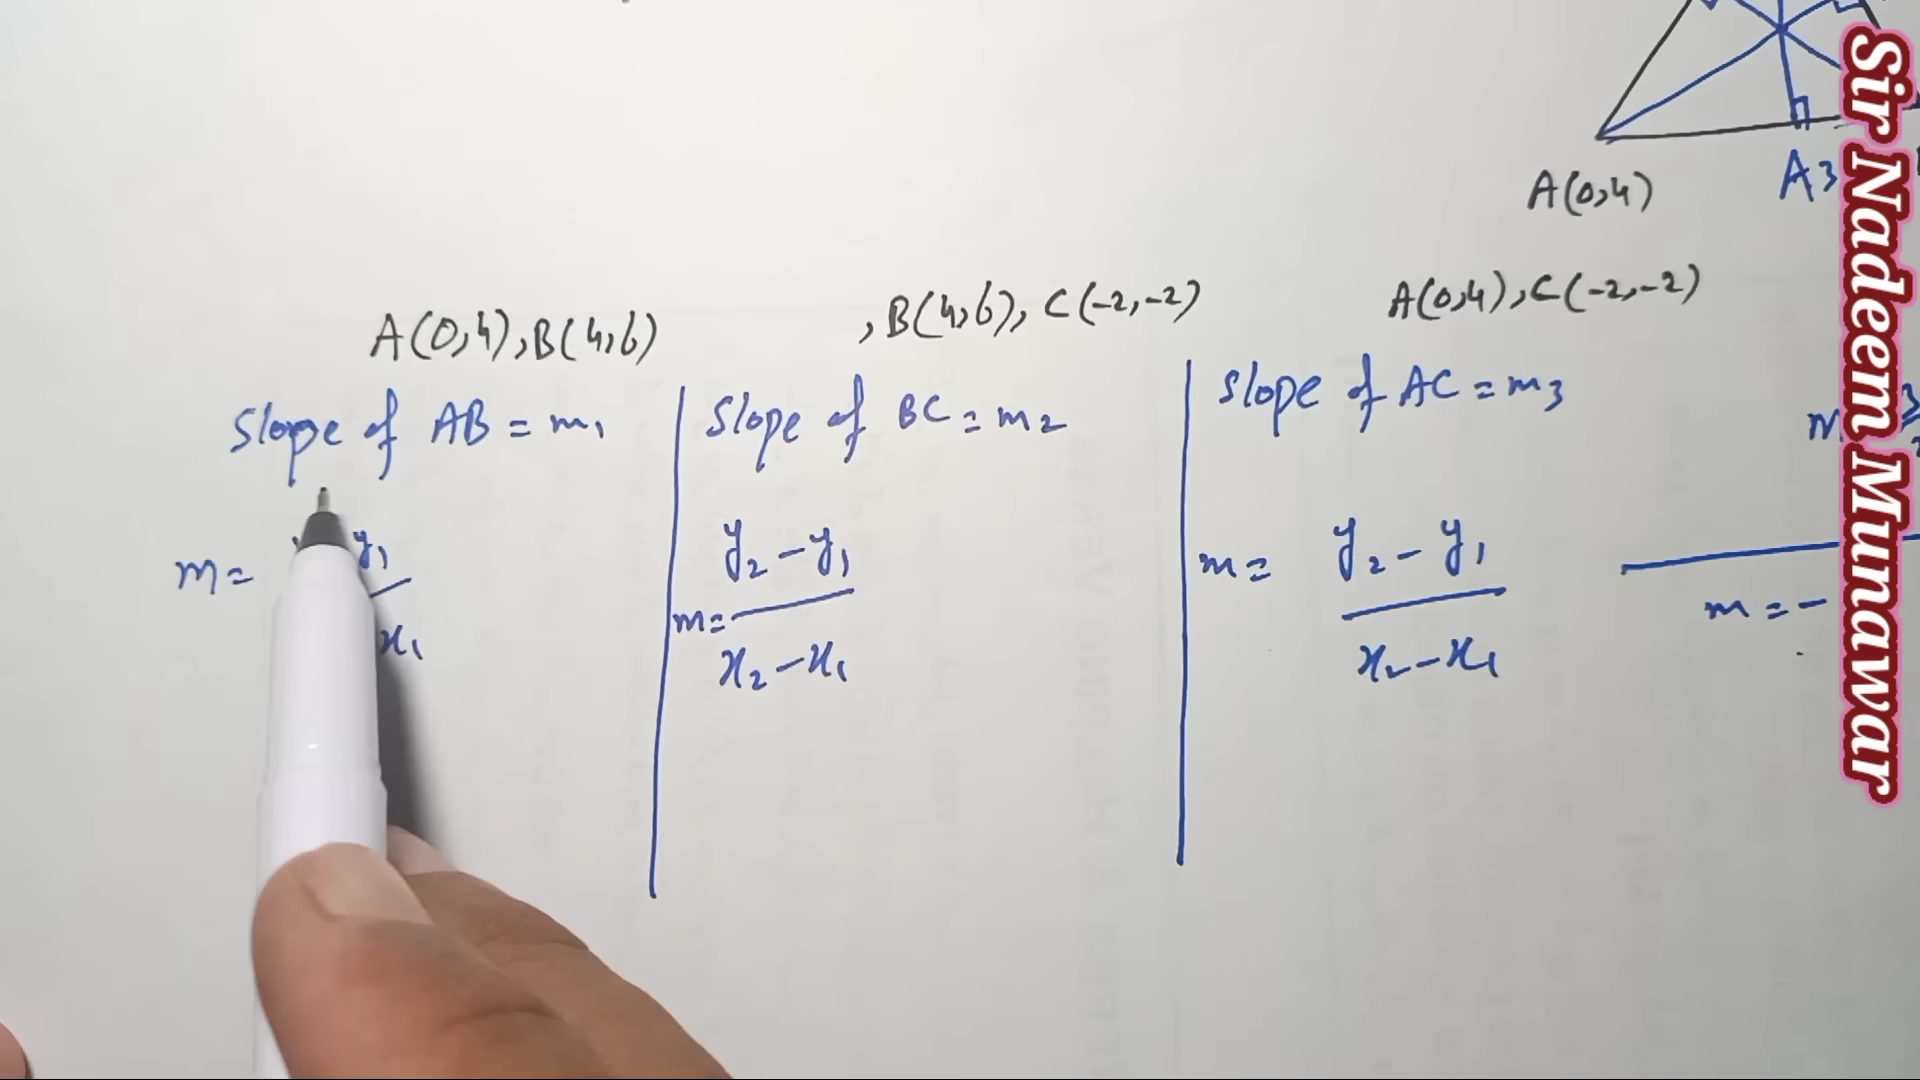 A(0,4)
A3
A(0,4),B(4,6)
,B(4,6), C(-2,-2)
A(0,4),C(-2,-2)
Slope of AB = m1
Slope of BC = m2
Slope of AC = m3
m= y1
x1
m= y2-y1
x2-x1
m= y2-y1
x2-x1
m = -
Sir Nadeem Munawar